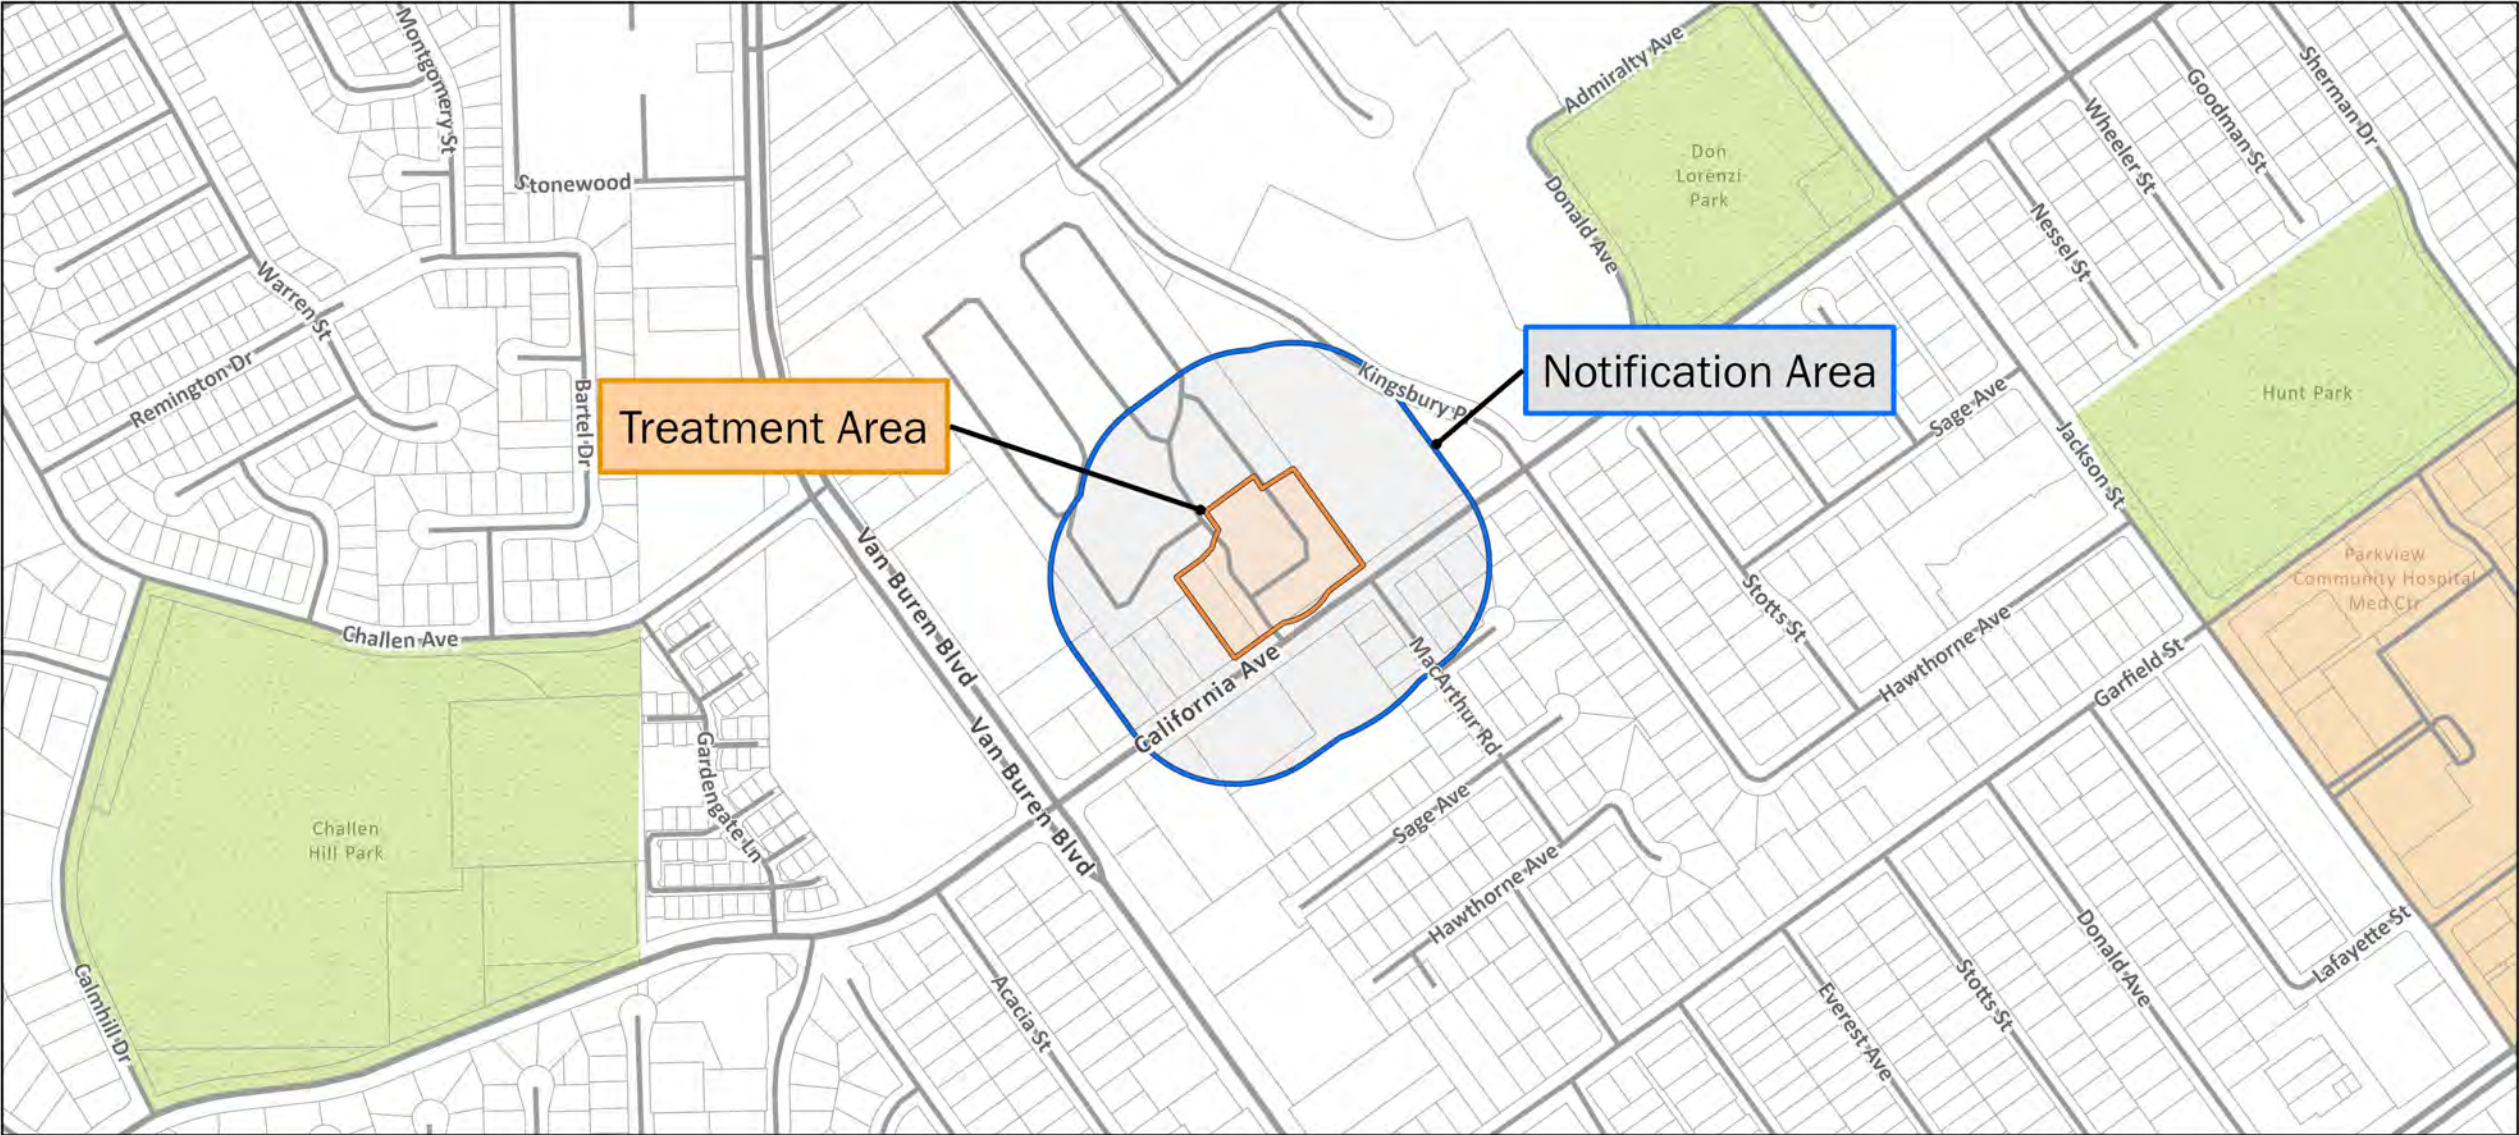 Montgomery St
Stonewood
Admiralty Ave
Don
Lorenzi
Park
Donald Ave
Wheeler St
Goodman St
Sherman Dr
Nessel St
Warren St
Remington Dr
Bartel Dr
Treatment Area
Notification Area
Kingsbury P
Sage Ave
Hunt Park
Jackson St
Parkview
Community Hospital
Med Ctr
Van Buren Blvd
Stotts St
Hawthorne Ave
Garfield St
Challen Ave
California Ave
MacArthur Rd
Gardengate Ln
Van Buren Blvd
Challen
Hill Park
Sage Ave
Hawthorne Ave
Calmhill Dr
Acacia St
Everest Ave
Stotts St
Donald Ave
Lafayette St